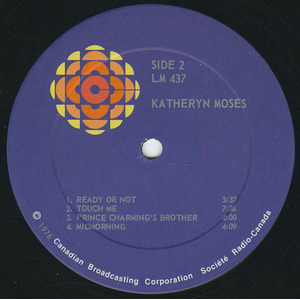 SIDE 2
LM 437
KATHERYN MOSES
1. READY OR NOT 3:37
2. TOUCH ME 7:36
3. PRINCE CHARMING'S BROTHER 6:00
4. MIDMORNING 6:09
© 1976 Canadian Broadcasting Corporation Société Radio-Canada